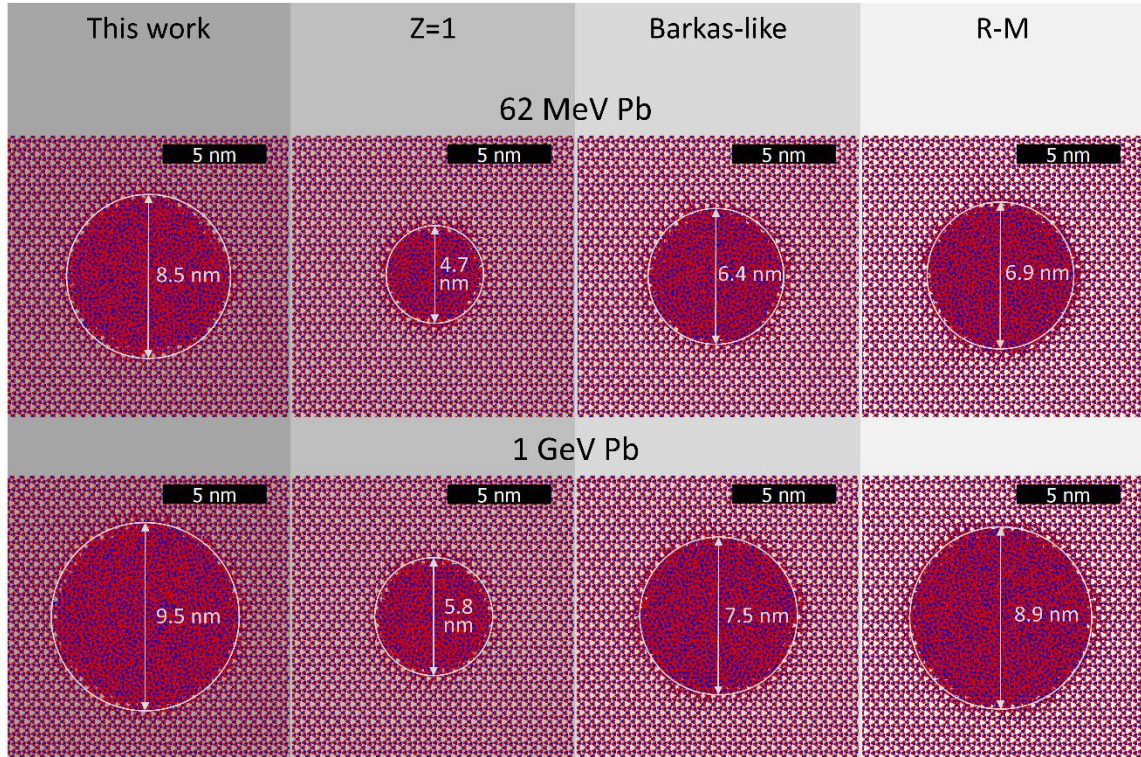 This work Z=1 Barkas-like R-M
62 MeV Pb
5 nm 5 nm 5 nm 5 nm
8.5 nm 4.7 nm 6.4 nm 6.9 nm
1 GeV Pb
5 nm 5 nm 5 nm 5 nm
9.5 nm 5.8 nm 7.5 nm 8.9 nm